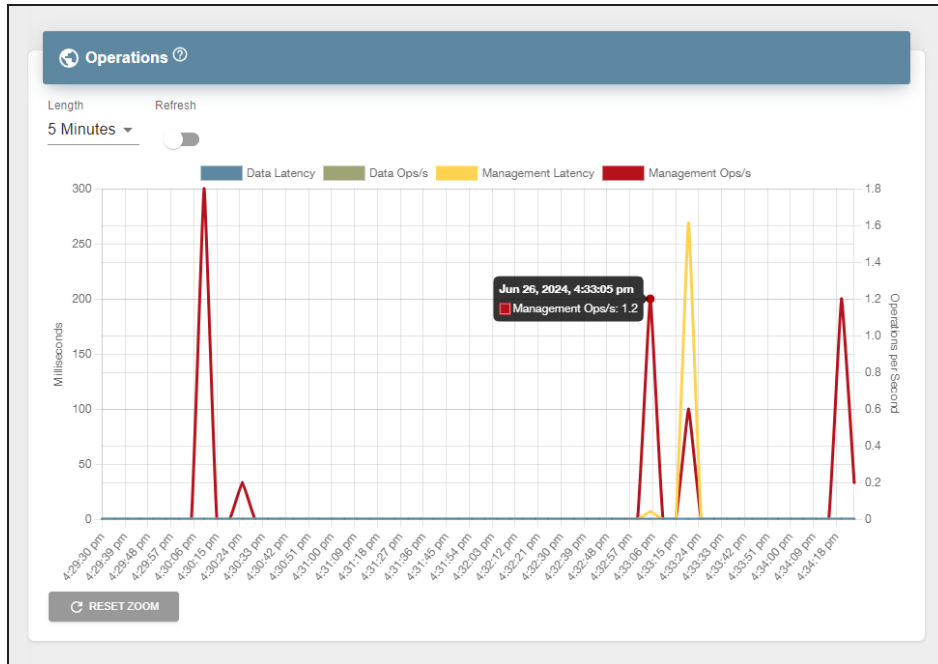 Operations ?
Length
Refresh
5 Minutes
Data Latency
Data Ops/s
Management Latency
Management Ops/s
300
250
200
150
100
50
0
Milliseconds
Jun 26, 2024, 4:33:05 pm
Management Ops/s: 1.2
1.8
1.6
1.4
1.2
1.0
0.8
0.6
0.4
0.2
0
Operations per Second
4:29:30 pm
4:29:39 pm
4:29:48 pm
4:29:57 pm
4:30:06 pm
4:30:15 pm
4:30:24 pm
4:30:33 pm
4:30:42 pm
4:30:51 pm
4:31:00 pm
4:31:09 pm
4:31:18 pm
4:31:27 pm
4:31:36 pm
4:31:45 pm
4:31:54 pm
4:32:03 pm
4:32:12 pm
4:32:21 pm
4:32:30 pm
4:32:39 pm
4:32:48 pm
4:32:57 pm
4:33:06 pm
4:33:15 pm
4:33:24 pm
4:33:33 pm
4:33:42 pm
4:33:51 pm
4:34:00 pm
4:34:09 pm
4:34:18 pm
RESET ZOOM